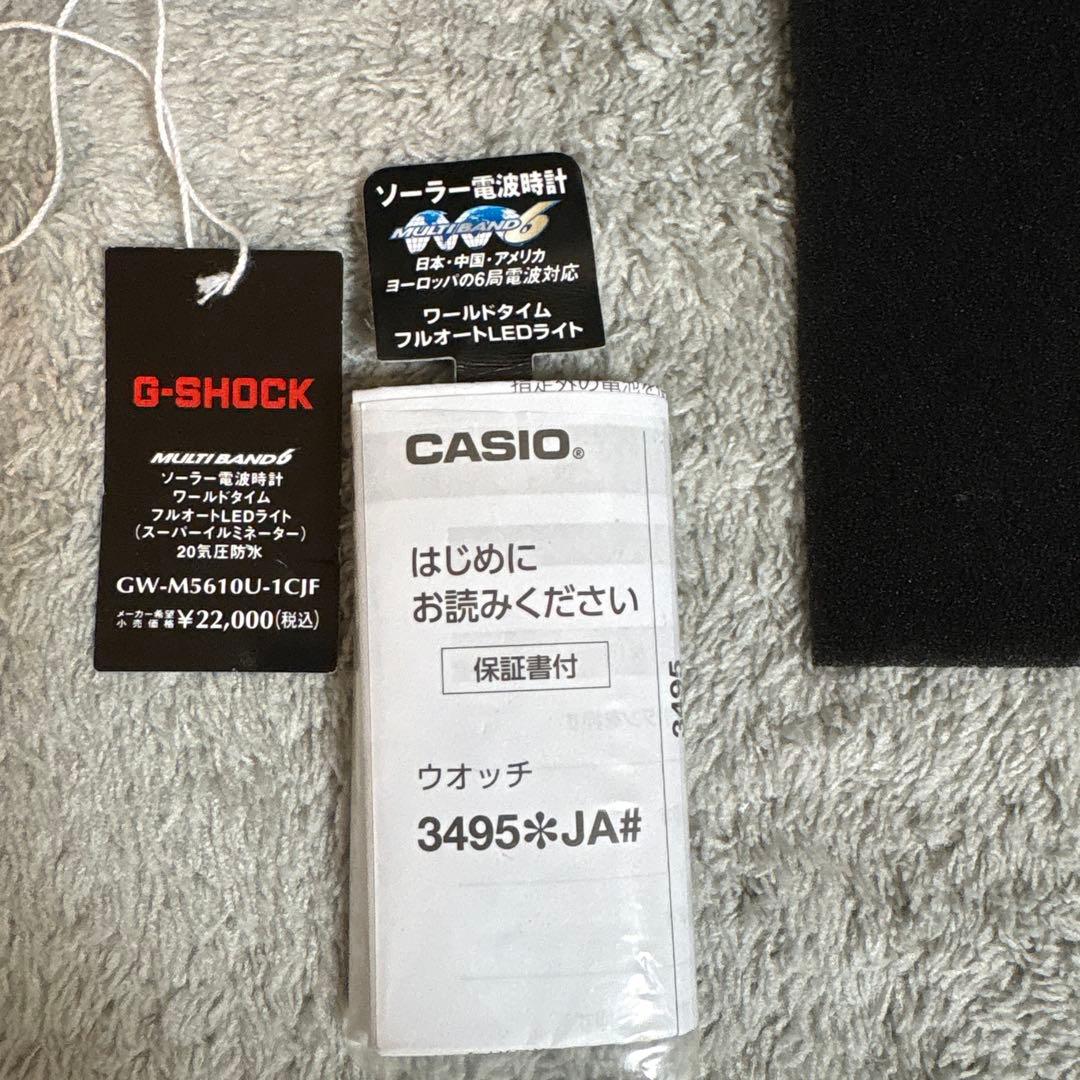 G-SHOCK
MULTI BAND 6
ソーラー電波時計
ワールドタイム
フルオートLEDライト
(スーパーイルミネーター)
20気圧防水
GW-M5610U-1CJF
メーカー希望
小売価格 ¥22,000(税込)
ソーラー電波時計
MULTI BAND 6
日本・中国・アメリカ
ヨーロッパの6局電波対応
ワールドタイム
フルオートLEDライト
指定外の電池を
CASIO®
はじめに
お読みください
保証書付
ウオッチ
3495✻JA#
3495